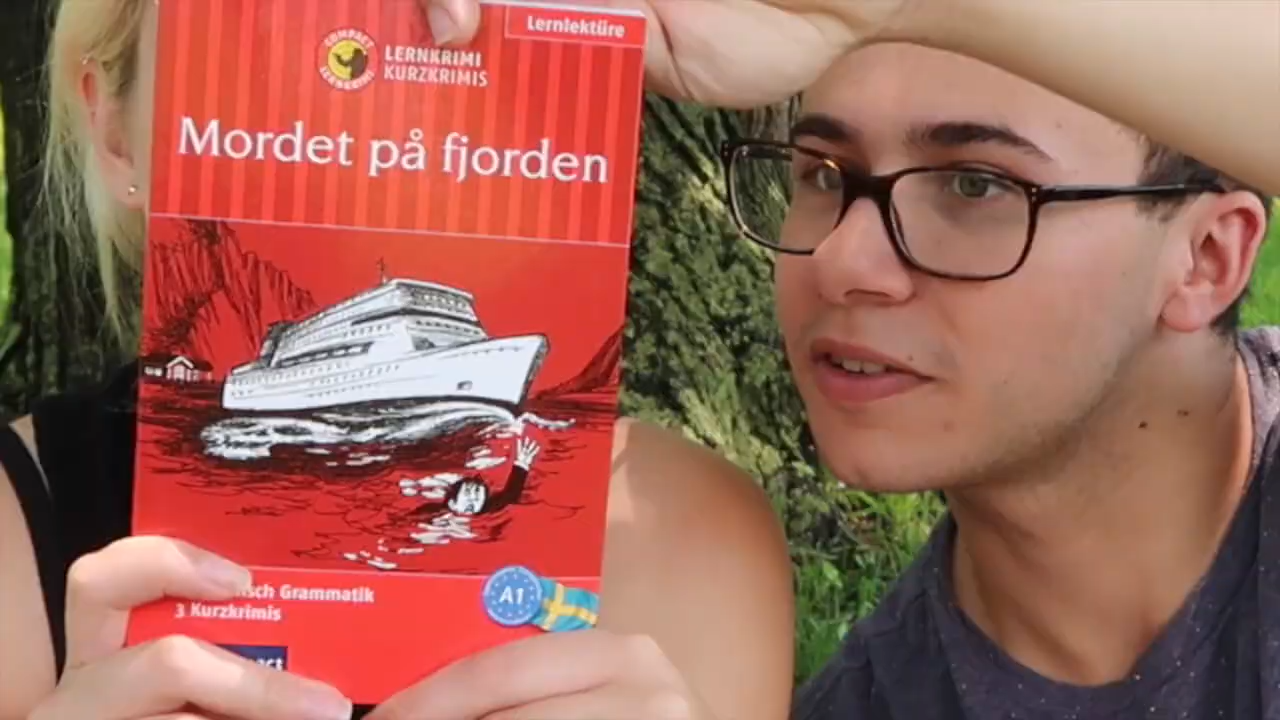 Lernlektüre
COMPACT
LERNKRIMI
LERNKRIMI
KURZKRIMIS
Mordet på fjorden
Grammatik
3 Kurzkrimis
A1